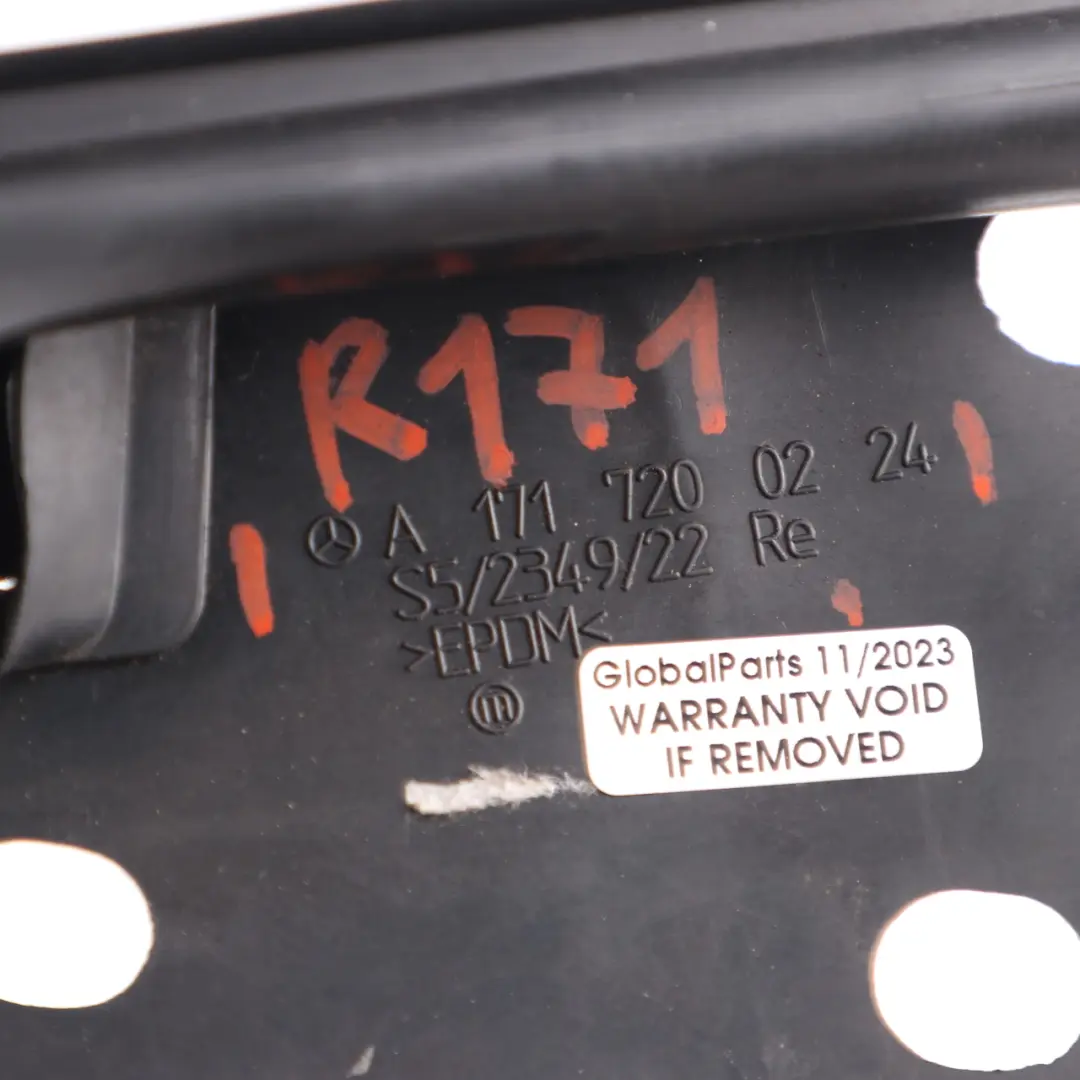 R171
A 171 720 02 24
S5/2349/22 Re
>EPDM<
GlobalParts 11/2023
WARRANTY VOID
IF REMOVED